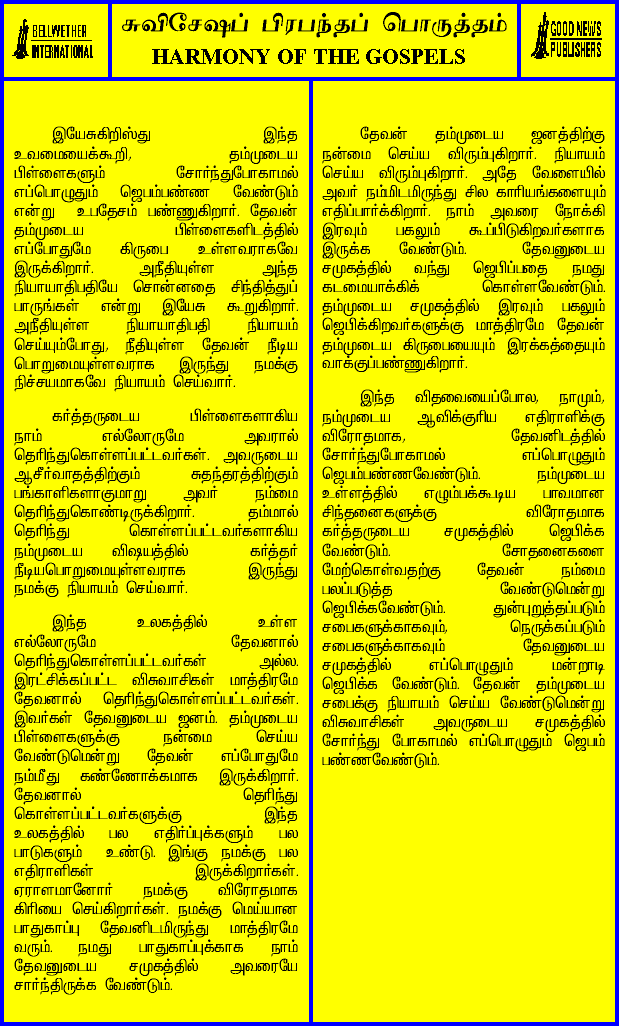 BELLWETHER
INTERNATIONAL
சுவிசேஷப் பிரபந்தப் பொருத்தம்
HARMONY OF THE GOSPELS
GOOD NEWS
PUBLISHERS
இயேசுகிறிஸ்து இந்த
உவமையைக்கூறி, தம்முடைய
பிள்ளைகளும் சோர்ந்துபோகாமல்
எப்பொழுதும் ஜெபம்பண்ண வேண்டும்
என்று உபதேசம் பண்ணுகிறார். தேவன்
தம்முடைய பிள்ளைகளிடத்தில்
எப்போதுமே கிருபை உள்ளவராகவே
இருக்கிறார். அநீதியுள்ள அந்த
நியாயாதிபதியே சொன்னதை சிந்தித்துப்
பாருங்கள் என்று இயேசு கூறுகிறார்.
அநீதியுள்ள நியாயாதிபதி நியாயம்
செய்யும்போது, நீதியுள்ள தேவன் நீடிய
பொறுமையுள்ளவராக இருந்து நமக்கு
நிச்சயமாகவே நியாயம் செய்வார்.
கர்த்தருடைய பிள்ளைகளாகிய
நாம் எல்லோருமே அவரால்
தெரிந்துகொள்ளப்பட்டவர்கள். அவருடைய
ஆசீர்வாதத்திற்கும் சுதந்தரத்திற்கும்
பங்காளிகளாகுமாறு அவர் நம்மை
தெரிந்துகொண்டிருக்கிறார். தம்மால்
தெரிந்து கொள்ளப்பட்டவர்களாகிய
நம்முடைய விஷயத்தில் கர்த்தர்
நீடியபொறுமையுள்ளவராக இருந்து
நமக்கு நியாயம் செய்வார்.
இந்த உலகத்தில் உள்ள
எல்லோருமே தேவனால்
தெரிந்துகொள்ளப்பட்டவர்கள் அல்ல.
இரட்சிக்கப்பட்ட விசுவாசிகள் மாத்திரமே
தேவனால் தெரிந்துகொள்ளப்பட்டவர்கள்.
இவர்கள் தேவனுடைய ஜனம். தம்முடைய
பிள்ளைகளுக்கு நன்மை செய்ய
வேண்டுமென்று தேவன் எப்போதுமே
நம்மீது கண்ணோக்கமாக இருக்கிறார்.
தேவனால் தெரிந்து
கொள்ளப்பட்டவர்களுக்கு இந்த
உலகத்தில் பல எதிர்ப்புக்களும் பல
பாடுகளும் உண்டு. இங்கு நமக்கு பல
எதிராளிகள் இருக்கிறார்கள்.
ஏராளமானோர் நமக்கு விரோதமாக
கிரியை செய்கிறார்கள். நமக்கு மெய்யான
பாதுகாப்பு தேவனிடமிருந்து மாத்திரமே
வரும். நமது பாதுகாப்புக்காக நாம்
தேவனுடைய சமுகத்தில் அவரையே
சார்ந்திருக்க வேண்டும்.
தேவன் தம்முடைய ஜனத்திற்கு
நன்மை செய்ய விரும்புகிறார். நியாயம்
செய்ய விரும்புகிறார். அதே வேளையில்
அவர் நம்மிடமிருந்து சில காரியங்களையும்
எதிப்பார்க்கிறார். நாம் அவரை நோக்கி
இரவும் பகலும் கூப்பிடுகிறவர்களாக
இருக்க வேண்டும். தேவனுடைய
சமுகத்தில் வந்து ஜெபிப்பதை நமது
கடமையாக்கிக் கொள்ளவேண்டும்.
தம்முடைய சமுகத்தில் இரவும் பகலும்
ஜெபிக்கிறவர்களுக்கு மாத்திரமே தேவன்
தம்முடைய கிருபையையும் இரக்கத்தையும்
வாக்குப்பண்ணுகிறார்.
இந்த விதவையைப்போல, நாமும்,
நம்முடைய ஆவிக்குரிய எதிராளிக்கு
விரோதமாக, தேவனிடத்தில்
சோர்ந்துபோகாமல் எப்பொழுதும்
ஜெபம்பண்ணவேண்டும். நம்முடைய
உள்ளத்தில் எழும்பக்கூடிய பாவமான
சிந்தனைகளுக்கு விரோதமாக
கர்த்தருடைய சமுகத்தில் ஜெபிக்க
வேண்டும். சோதனைகளை
மேற்கொள்வதற்கு தேவன் நம்மை
பலப்படுத்த வேண்டுமென்று
ஜெபிக்கவேண்டும். துன்புறுத்தப்படும்
சபைகளுக்காகவும், நெருக்கப்படும்
சபைகளுக்காகவும் தேவனுடைய
சமுகத்தில் எப்பொழுதும் மன்றாடி
ஜெபிக்க வேண்டும். தேவன் தம்முடைய
சபைக்கு நியாயம் செய்ய வேண்டுமென்று
விசுவாசிகள் அவருடைய சமுகத்தில்
சோர்ந்து போகாமல் எப்பொழுதும் ஜெபம்
பண்ணவேண்டும்.